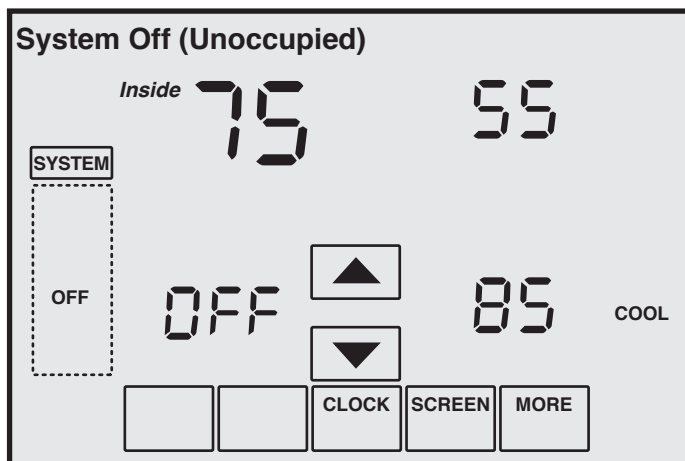 System Off (Unoccupied)
Inside 75 55
SYSTEM
OFF OFF 85 COOL
CLOCK SCREEN MORE